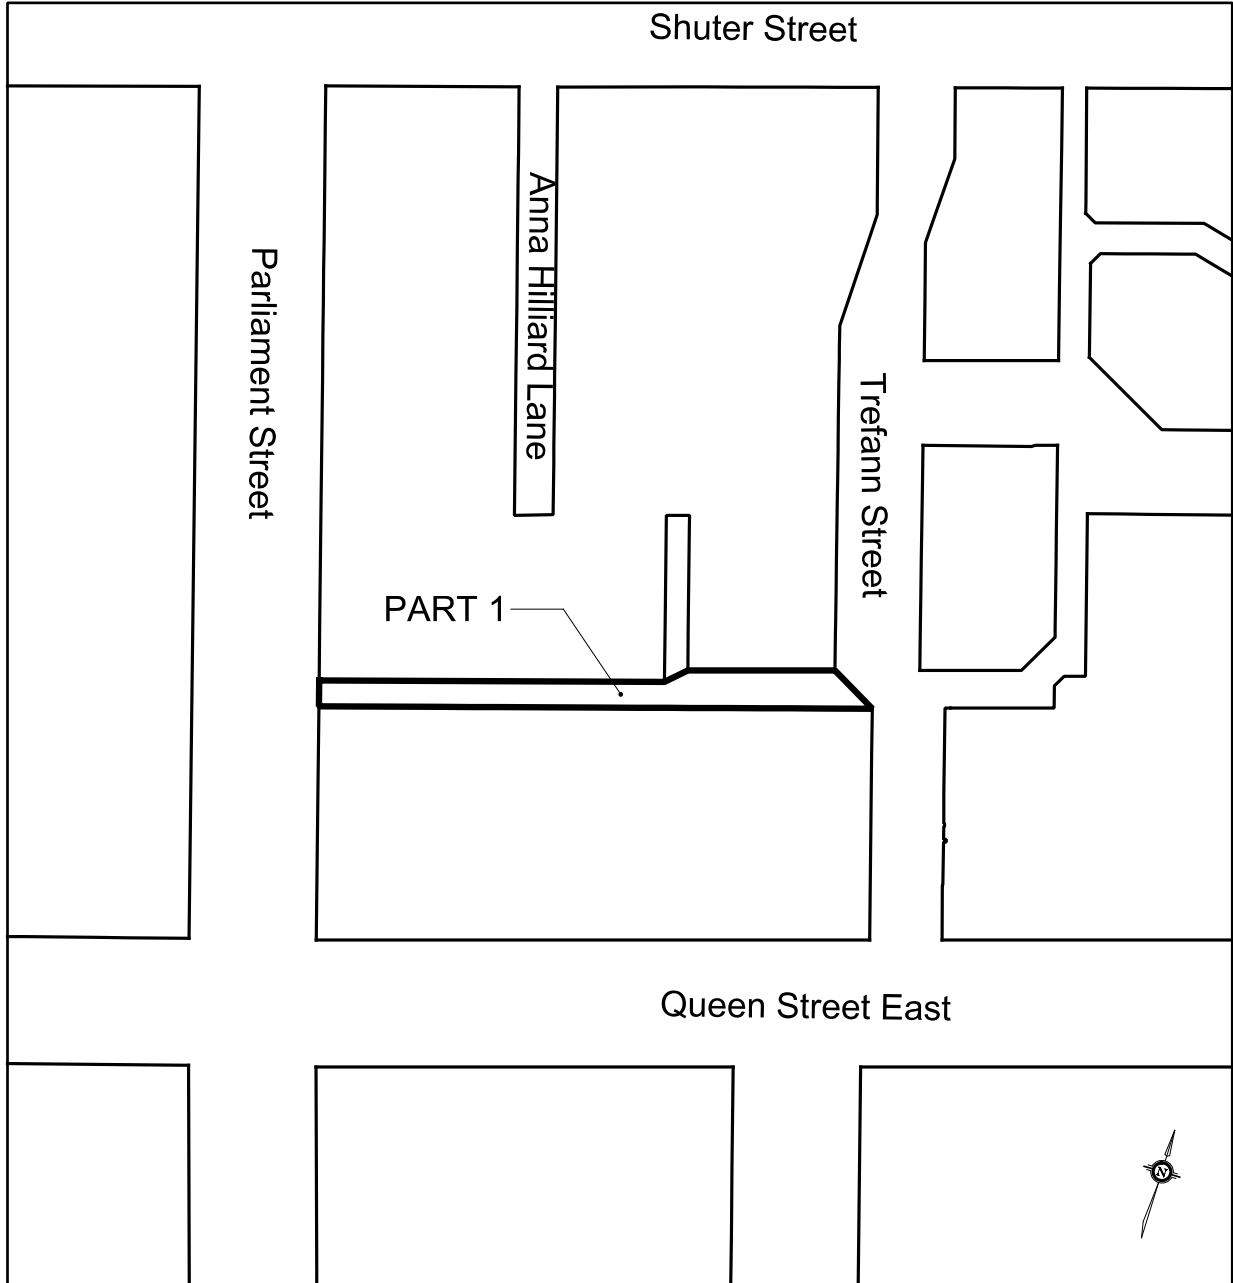 Shuter Street
Anna Hilliard Lane
Parliament Street
Trefann Street
PART 1
Queen Street East
N